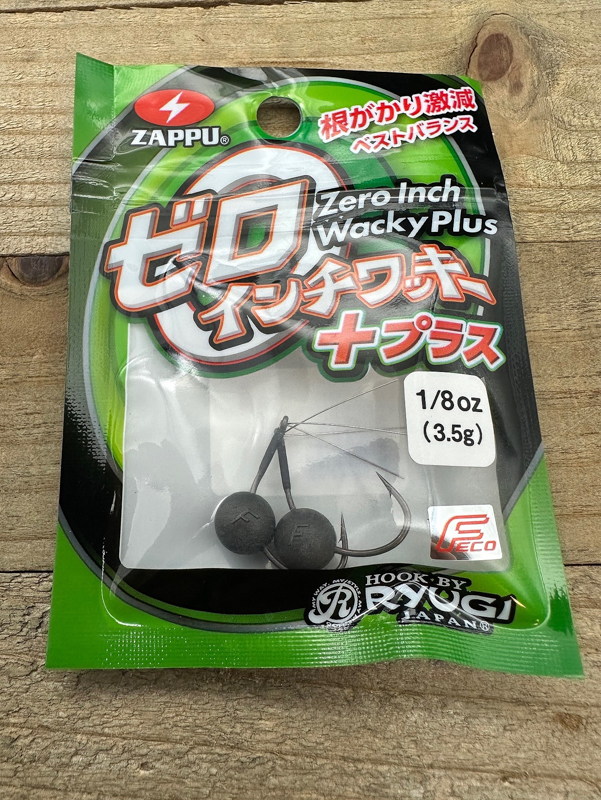 ZAPPU®
根がかり激減
ベストバランス
Zero Inch
Wacky Plus
ゼロ
インチワッキー
+プラス
1/8oz
(3.5g)
F
F
FECO
HOOK BY
R
RYUGI
JAPAN®